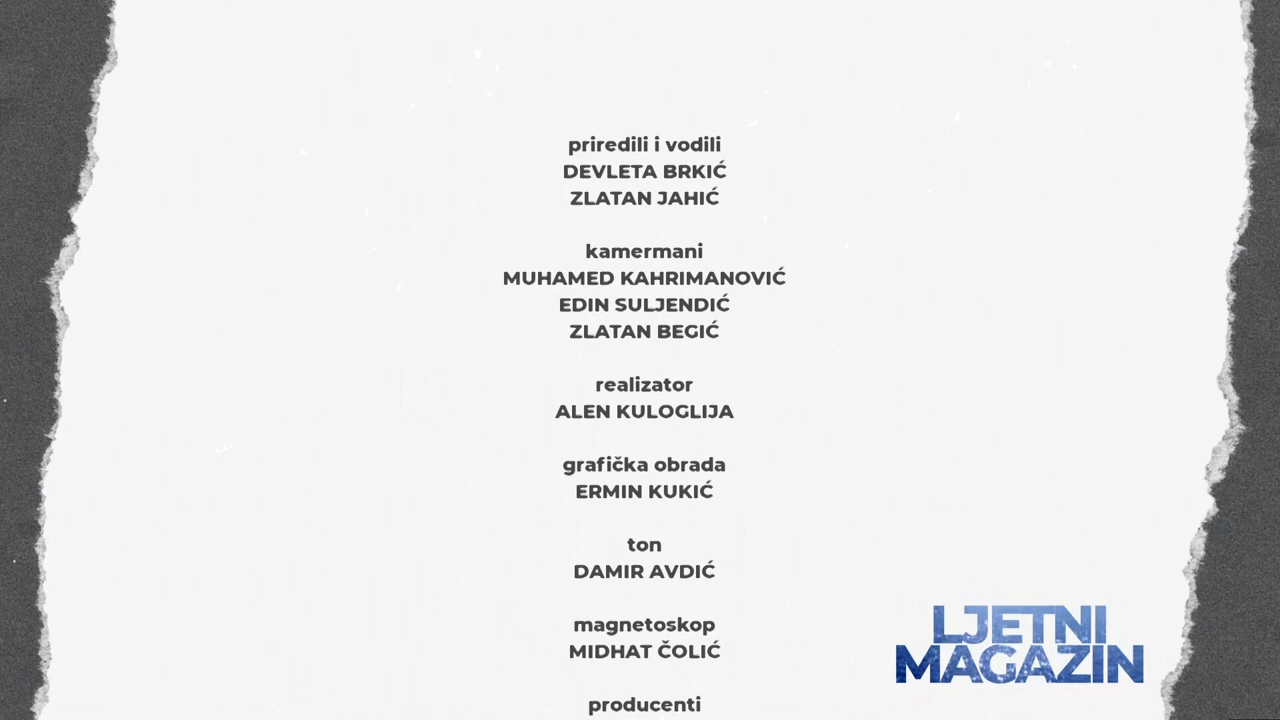 priredili i vodili
DEVLETA BRKIĆ
ZLATAN JAHIĆ
kamermani
MUHAMED KAHRIMANOVIĆ
EDIN SULJENDIĆ
ZLATAN BEGIĆ
realizator
ALEN KULOGLIJA
grafička obrada
ERMIN KUKIĆ
ton
DAMIR AVDIĆ
magnetoskop
MIDHAT ČOLIĆ
producenti
LJETNI
MAGAZIN